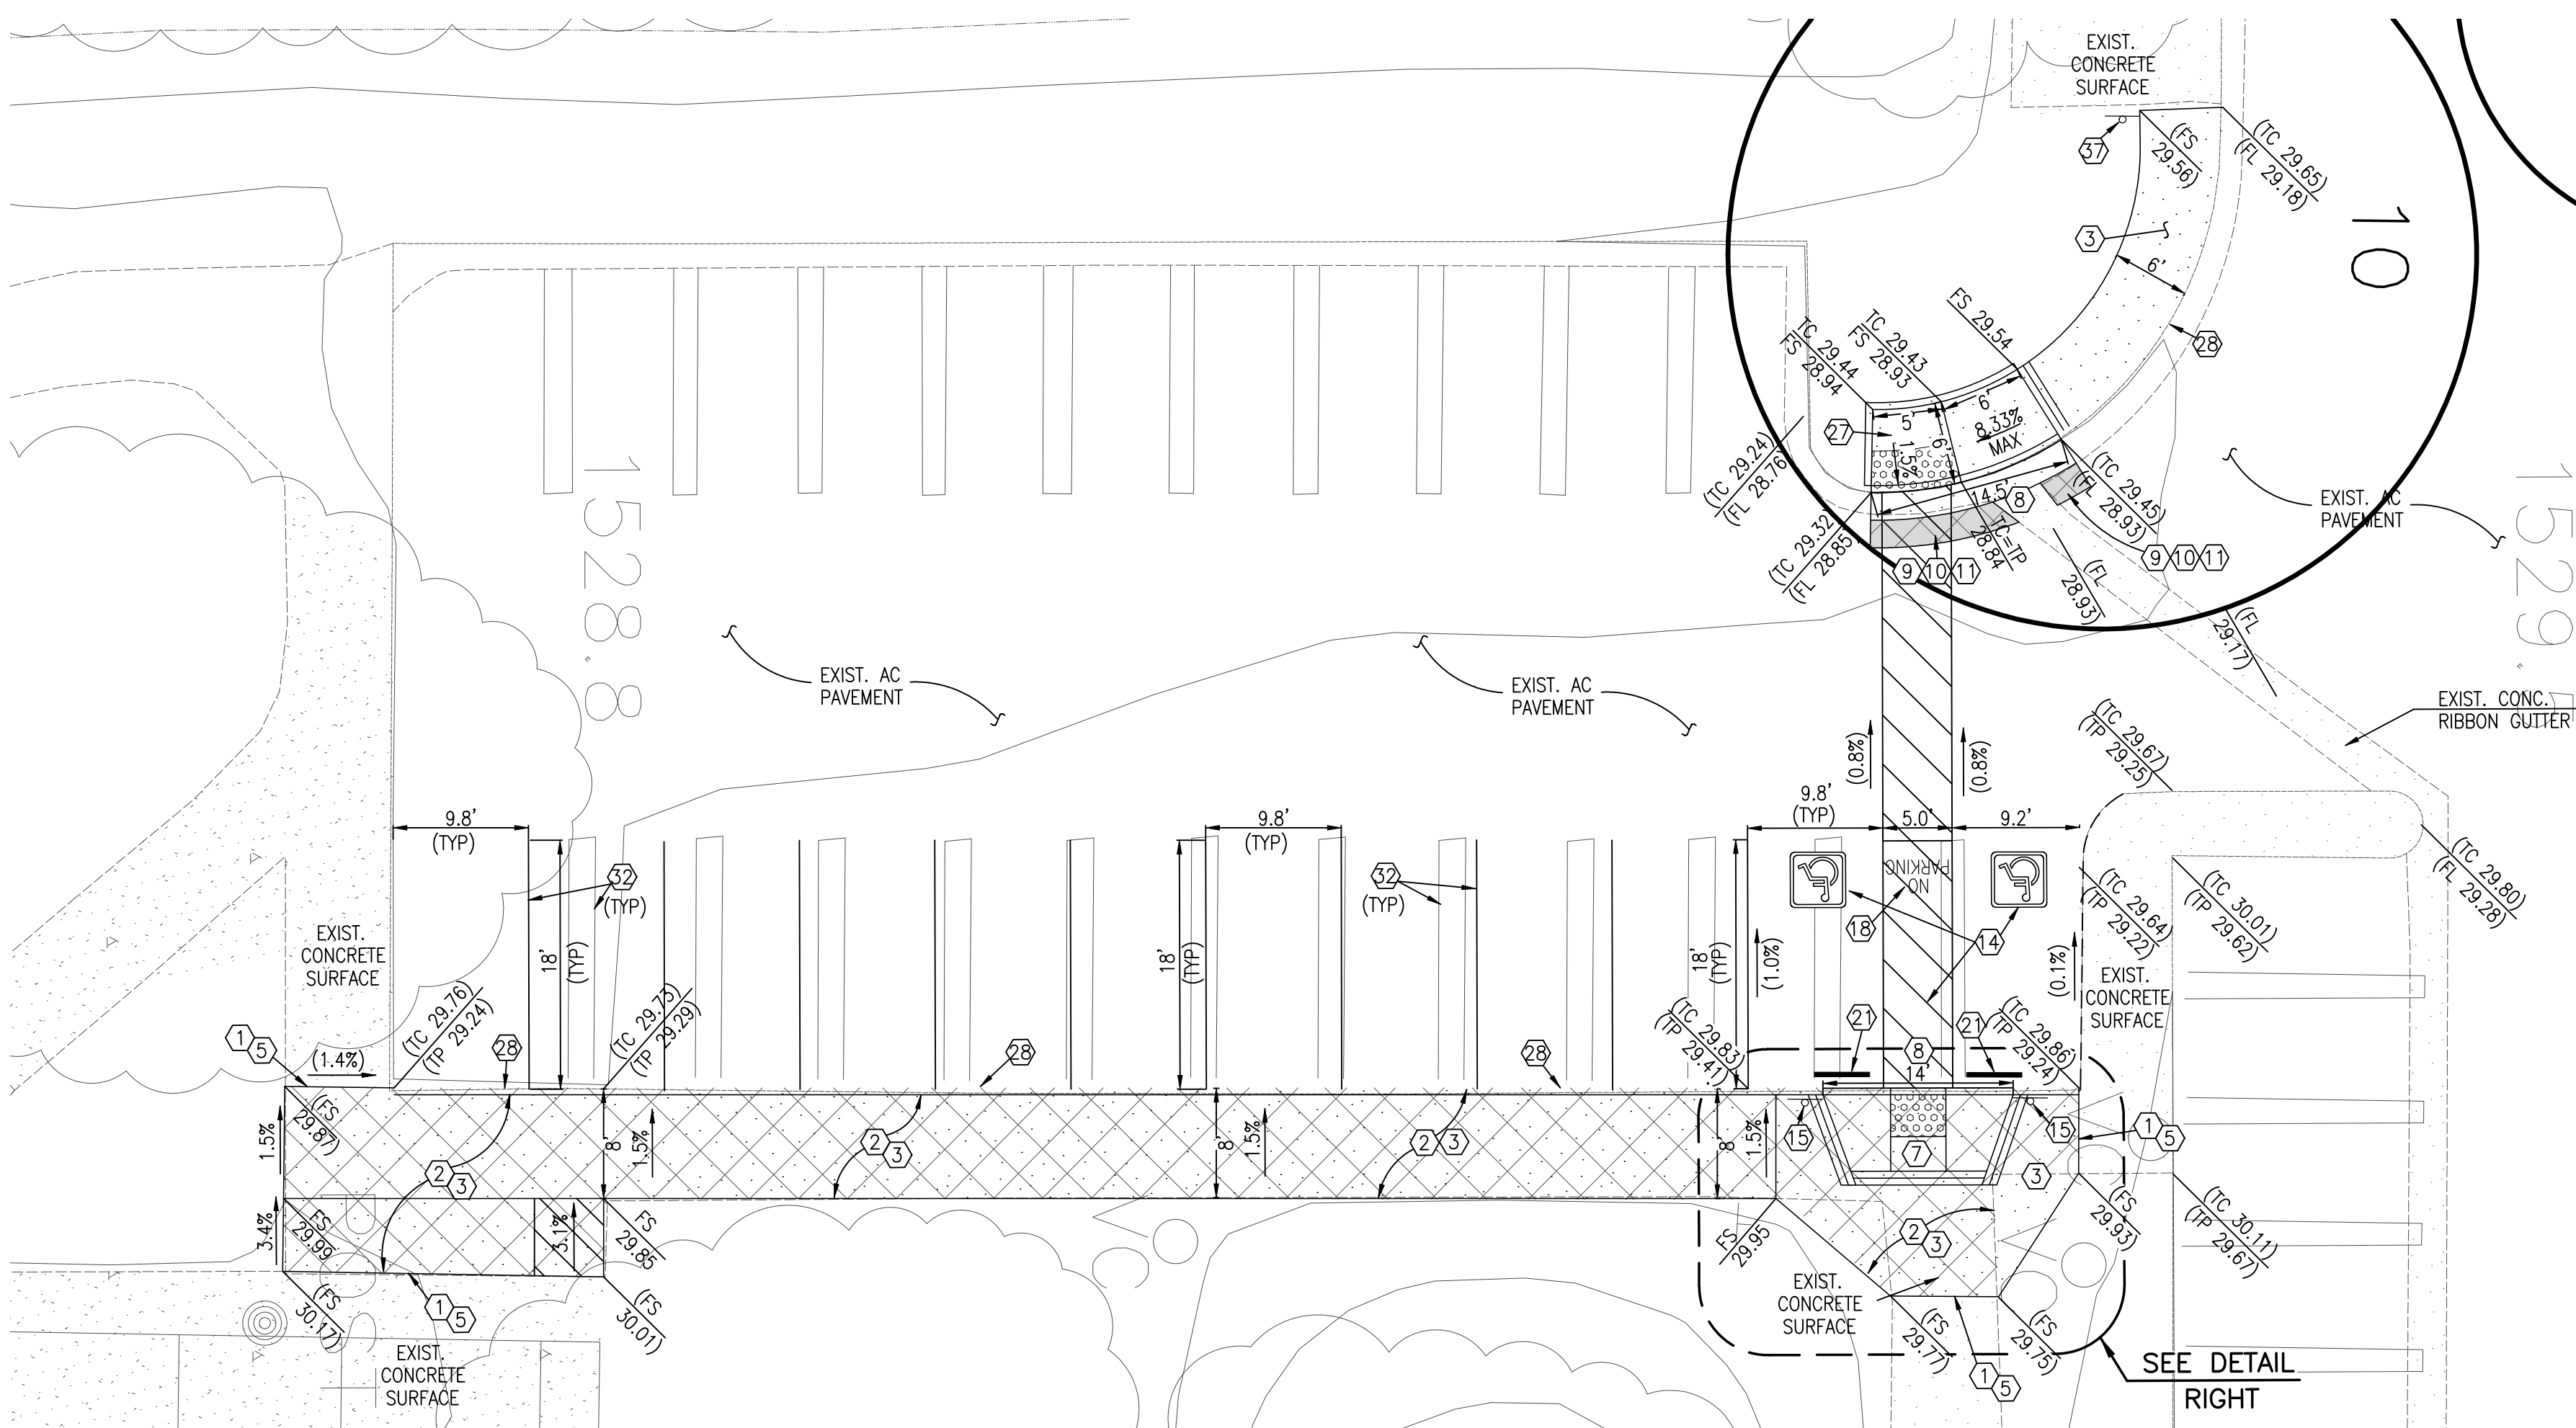 EXIST.
CONCRETE
SURFACE
37
(FS
29.56)
(TC 29.65)
(FL 29.18)
10
3
6'
28
FS 29.54
TC 29.43
FS 28.93
TC 29.44
FS 28.94
5'
6'
8.33%
MAX
27
6'
1.5%
14.5'
8
(TC 29.24)
(FL 28.76)
(TC 29.45)
(FL 28.93)
TC=TP
28.84
(TC 29.32)
(FL 28.85)
9
10
11
9
10
11
(FL
28.93)
(FL
29.17)
EXIST. AC
PAVEMENT
1528.8
EXIST. AC
PAVEMENT
EXIST. AC
PAVEMENT
EXIST. CONC.
RIBBON GUTTER
(TC 29.67)
(TP 29.25)
(0.8%)
(0.8%)
9.8'
(TYP)
9.8'
(TYP)
9.8'
(TYP)
5.0'
9.2'
32
(TYP)
32
(TYP)
18'
(TYP)
18'
(TYP)
18'
(TYP)
NO
PARKING
18
14
(1.0%)
(0.1%)
(TC 29.64)
(TP 29.22)
(TC 30.01)
(TP 29.62)
(TC 29.80)
(FL 29.28)
EXIST.
CONCRETE
SURFACE
EXIST.
CONCRETE
SURFACE
1
5
(1.4%)
(TC 29.76)
(TP 29.24)
28
(TC 29.73)
(TP 29.29)
28
28
(TC 29.83)
(TP 29.41)
21
8
21
14'
(TC 29.86)
(TP 29.24)
(FS
29.87)
1.5%
8'
1.5%
2
3
2
3
8'
1.5%
2
3
8'
1.5%
15
7
15
3
1
5
3.4%
FS
29.99
3.1%
FS
29.85
FS
29.95
2
3
(FS
29.93)
(TC 30.11)
(TP 29.67)
(FS
30.17)
1
5
(FS
30.01)
EXIST.
CONCRETE
SURFACE
(FS
29.77)
(FS
29.75)
1
5
SEE DETAIL
RIGHT
EXIST.
CONCRETE
SURFACE